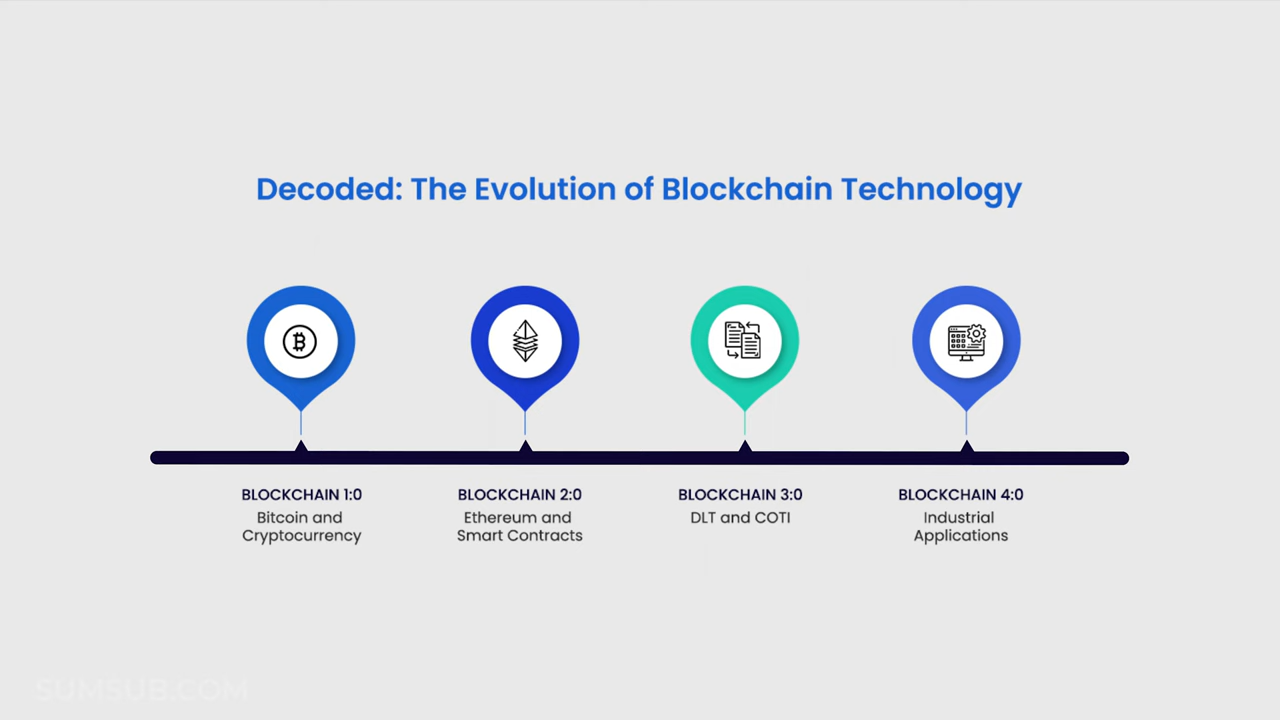 Decoded: The Evolution of Blockchain Technology
BLOCKCHAIN 1:0
Bitcoin and
Cryptocurrency
BLOCKCHAIN 2:0
Ethereum and
Smart Contracts
BLOCKCHAIN 3:0
DLT and COTI
BLOCKCHAIN 4:0
Industrial
Applications
SUMSUB.COM